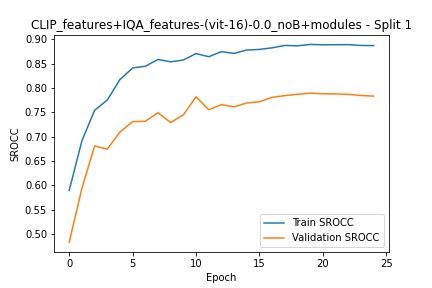 CLIP_features+IQA_features-(vit-16)-0.0_noB+modules - Split 1
0.90
0.85
0.80
0.75
0.70
0.65
0.60
0.55
0.50
SROCC
Train SROCC
Validation SROCC
0 5 10 15 20 25
Epoch